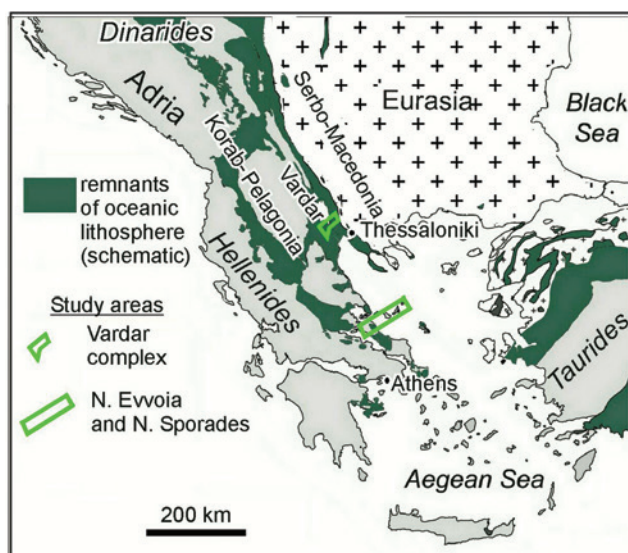 Dinarides
Adria
Eurasia
Black
Sea
Serbo-Macedonia
Korab-Pelagonia
Vardar
Thessaloniki
Hellenides
Taurides
Athens
Aegean Sea
remnants
of oceanic
lithosphere
(schematic)
Study areas
Vardar
complex
N. Evvoia
and N. Sporades
200 km